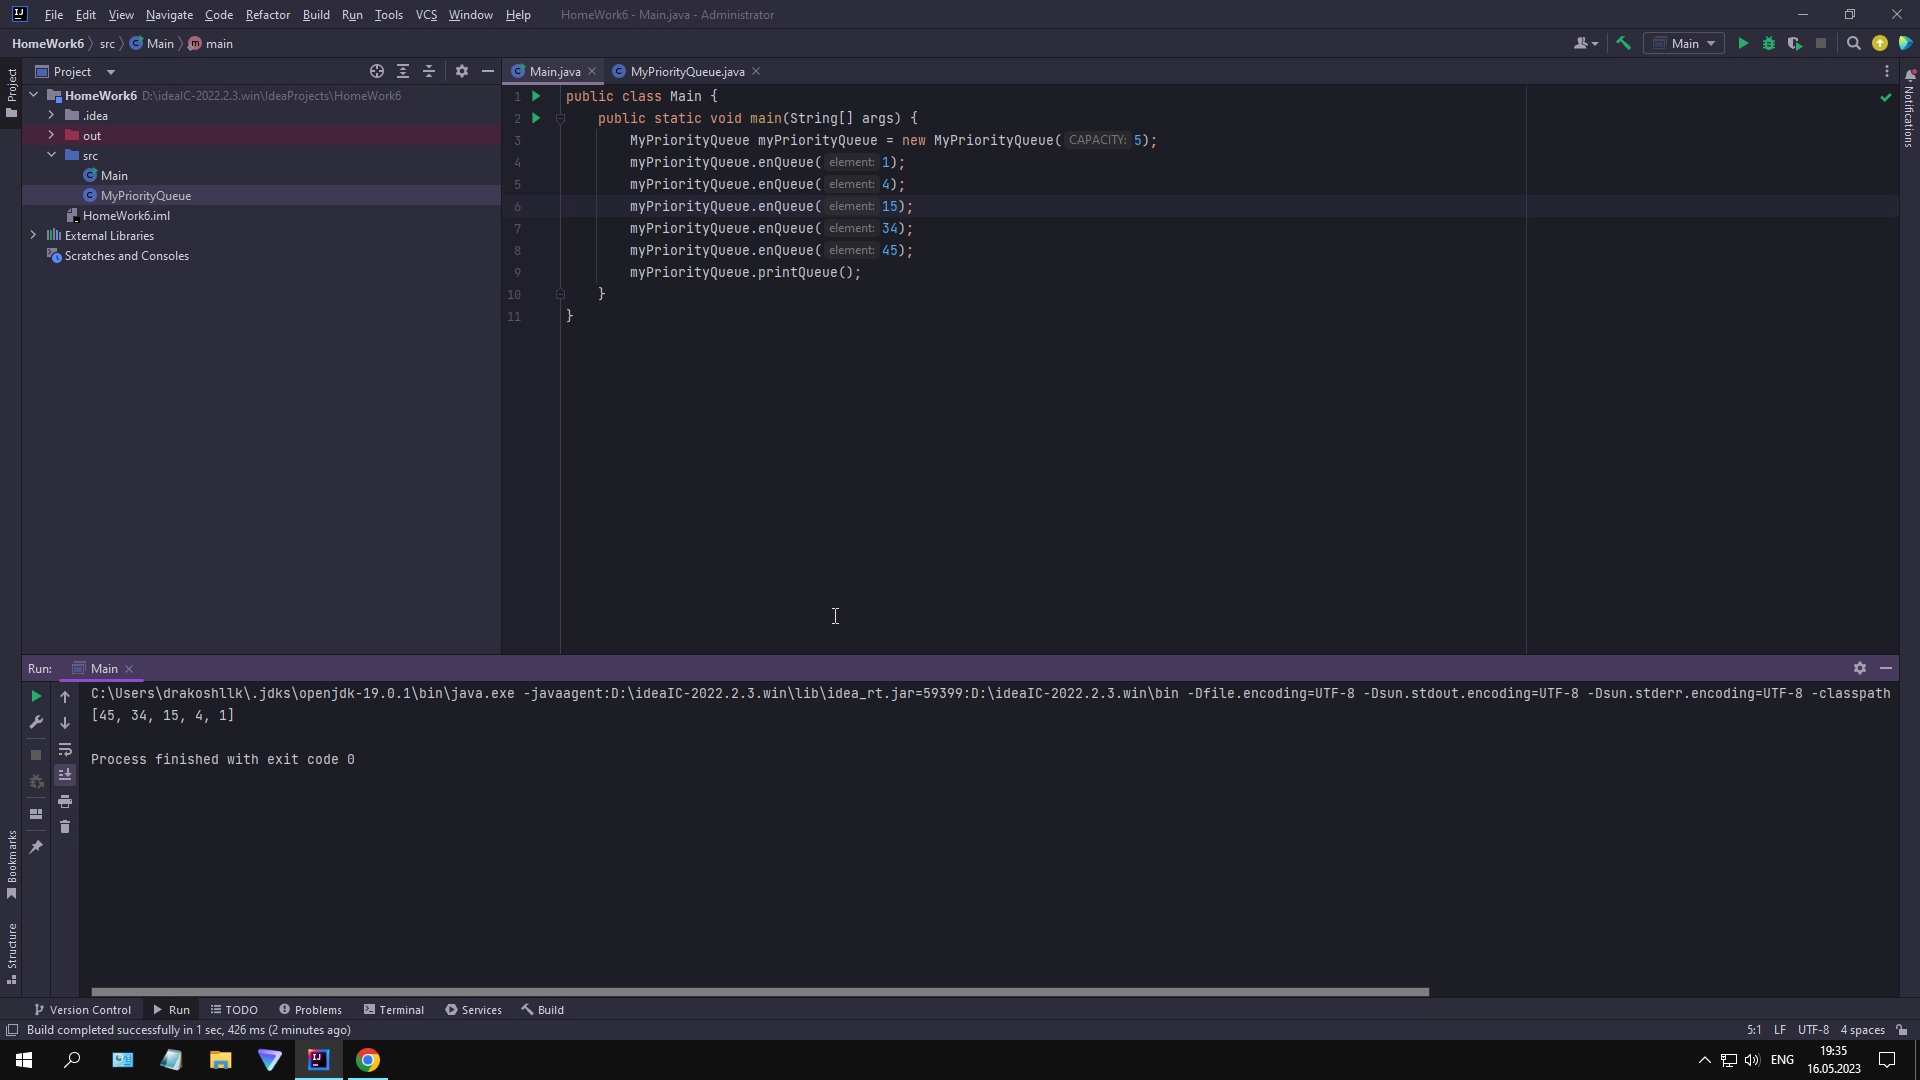 File Edit View Navigate Code Refactor Build Run Tools VCS Window Help HomeWork6 - Main.java - Administrator
HomeWork6 src Main main
Main
Project
Project
HomeWork6 D:\ideaIC-2022.2.3.win\IdeaProjects\HomeWork6
.idea
out
src
Main
MyPriorityQueue
HomeWork6.iml
External Libraries
Scratches and Consoles
Main.java MyPriorityQueue.java
1 public class Main {
2 public static void main(String[] args) {
3 MyPriorityQueue myPriorityQueue = new MyPriorityQueue( CAPACITY: 5);
4 myPriorityQueue.enQueue( element: 1);
5 myPriorityQueue.enQueue( element: 4);
6 myPriorityQueue.enQueue( element: 15);
7 myPriorityQueue.enQueue( element: 34);
8 myPriorityQueue.enQueue( element: 45);
9 myPriorityQueue.printQueue();
10 }
11 }
Notifications
Run: Main
C:\Users\drakoshllk\.jdks\openjdk-19.0.1\bin\java.exe -javaagent:D:\ideaIC-2022.2.3.win\lib\idea_rt.jar=59399:D:\ideaIC-2022.2.3.win\bin -Dfile.encoding=UTF-8 -Dsun.stdout.encoding=UTF-8 -Dsun.stderr.encoding=UTF-8 -classpath
[45, 34, 15, 4, 1]
Process finished with exit code 0
Bookmarks
Structure
Version Control Run TODO Problems Terminal Services Build
Build completed successfully in 1 sec, 426 ms (2 minutes ago) 5:1 LF UTF-8 4 spaces
ENG 19:35
16.05.2023